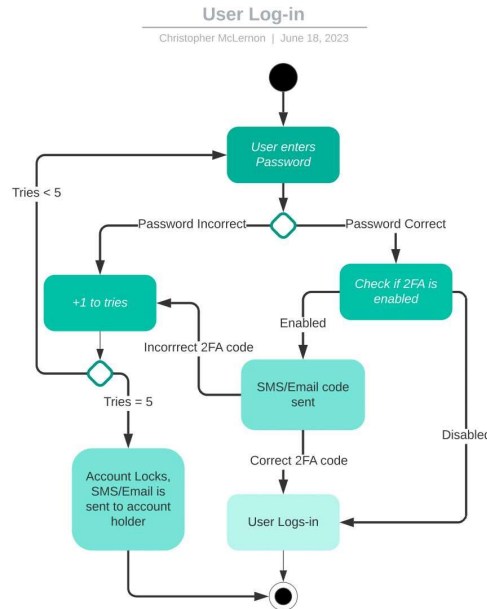 User Log-in
Christopher McLernon | June 18, 2023
User enters
Password
Tries < 5
Password Incorrect
Password Correct
+1 to tries
Check if 2FA is
enabled
Enabled
Incorrrect 2FA code
SMS/Email code
sent
Tries = 5
Disabled
Correct 2FA code
Account Locks,
SMS/Email is
sent to account
holder
User Logs-in